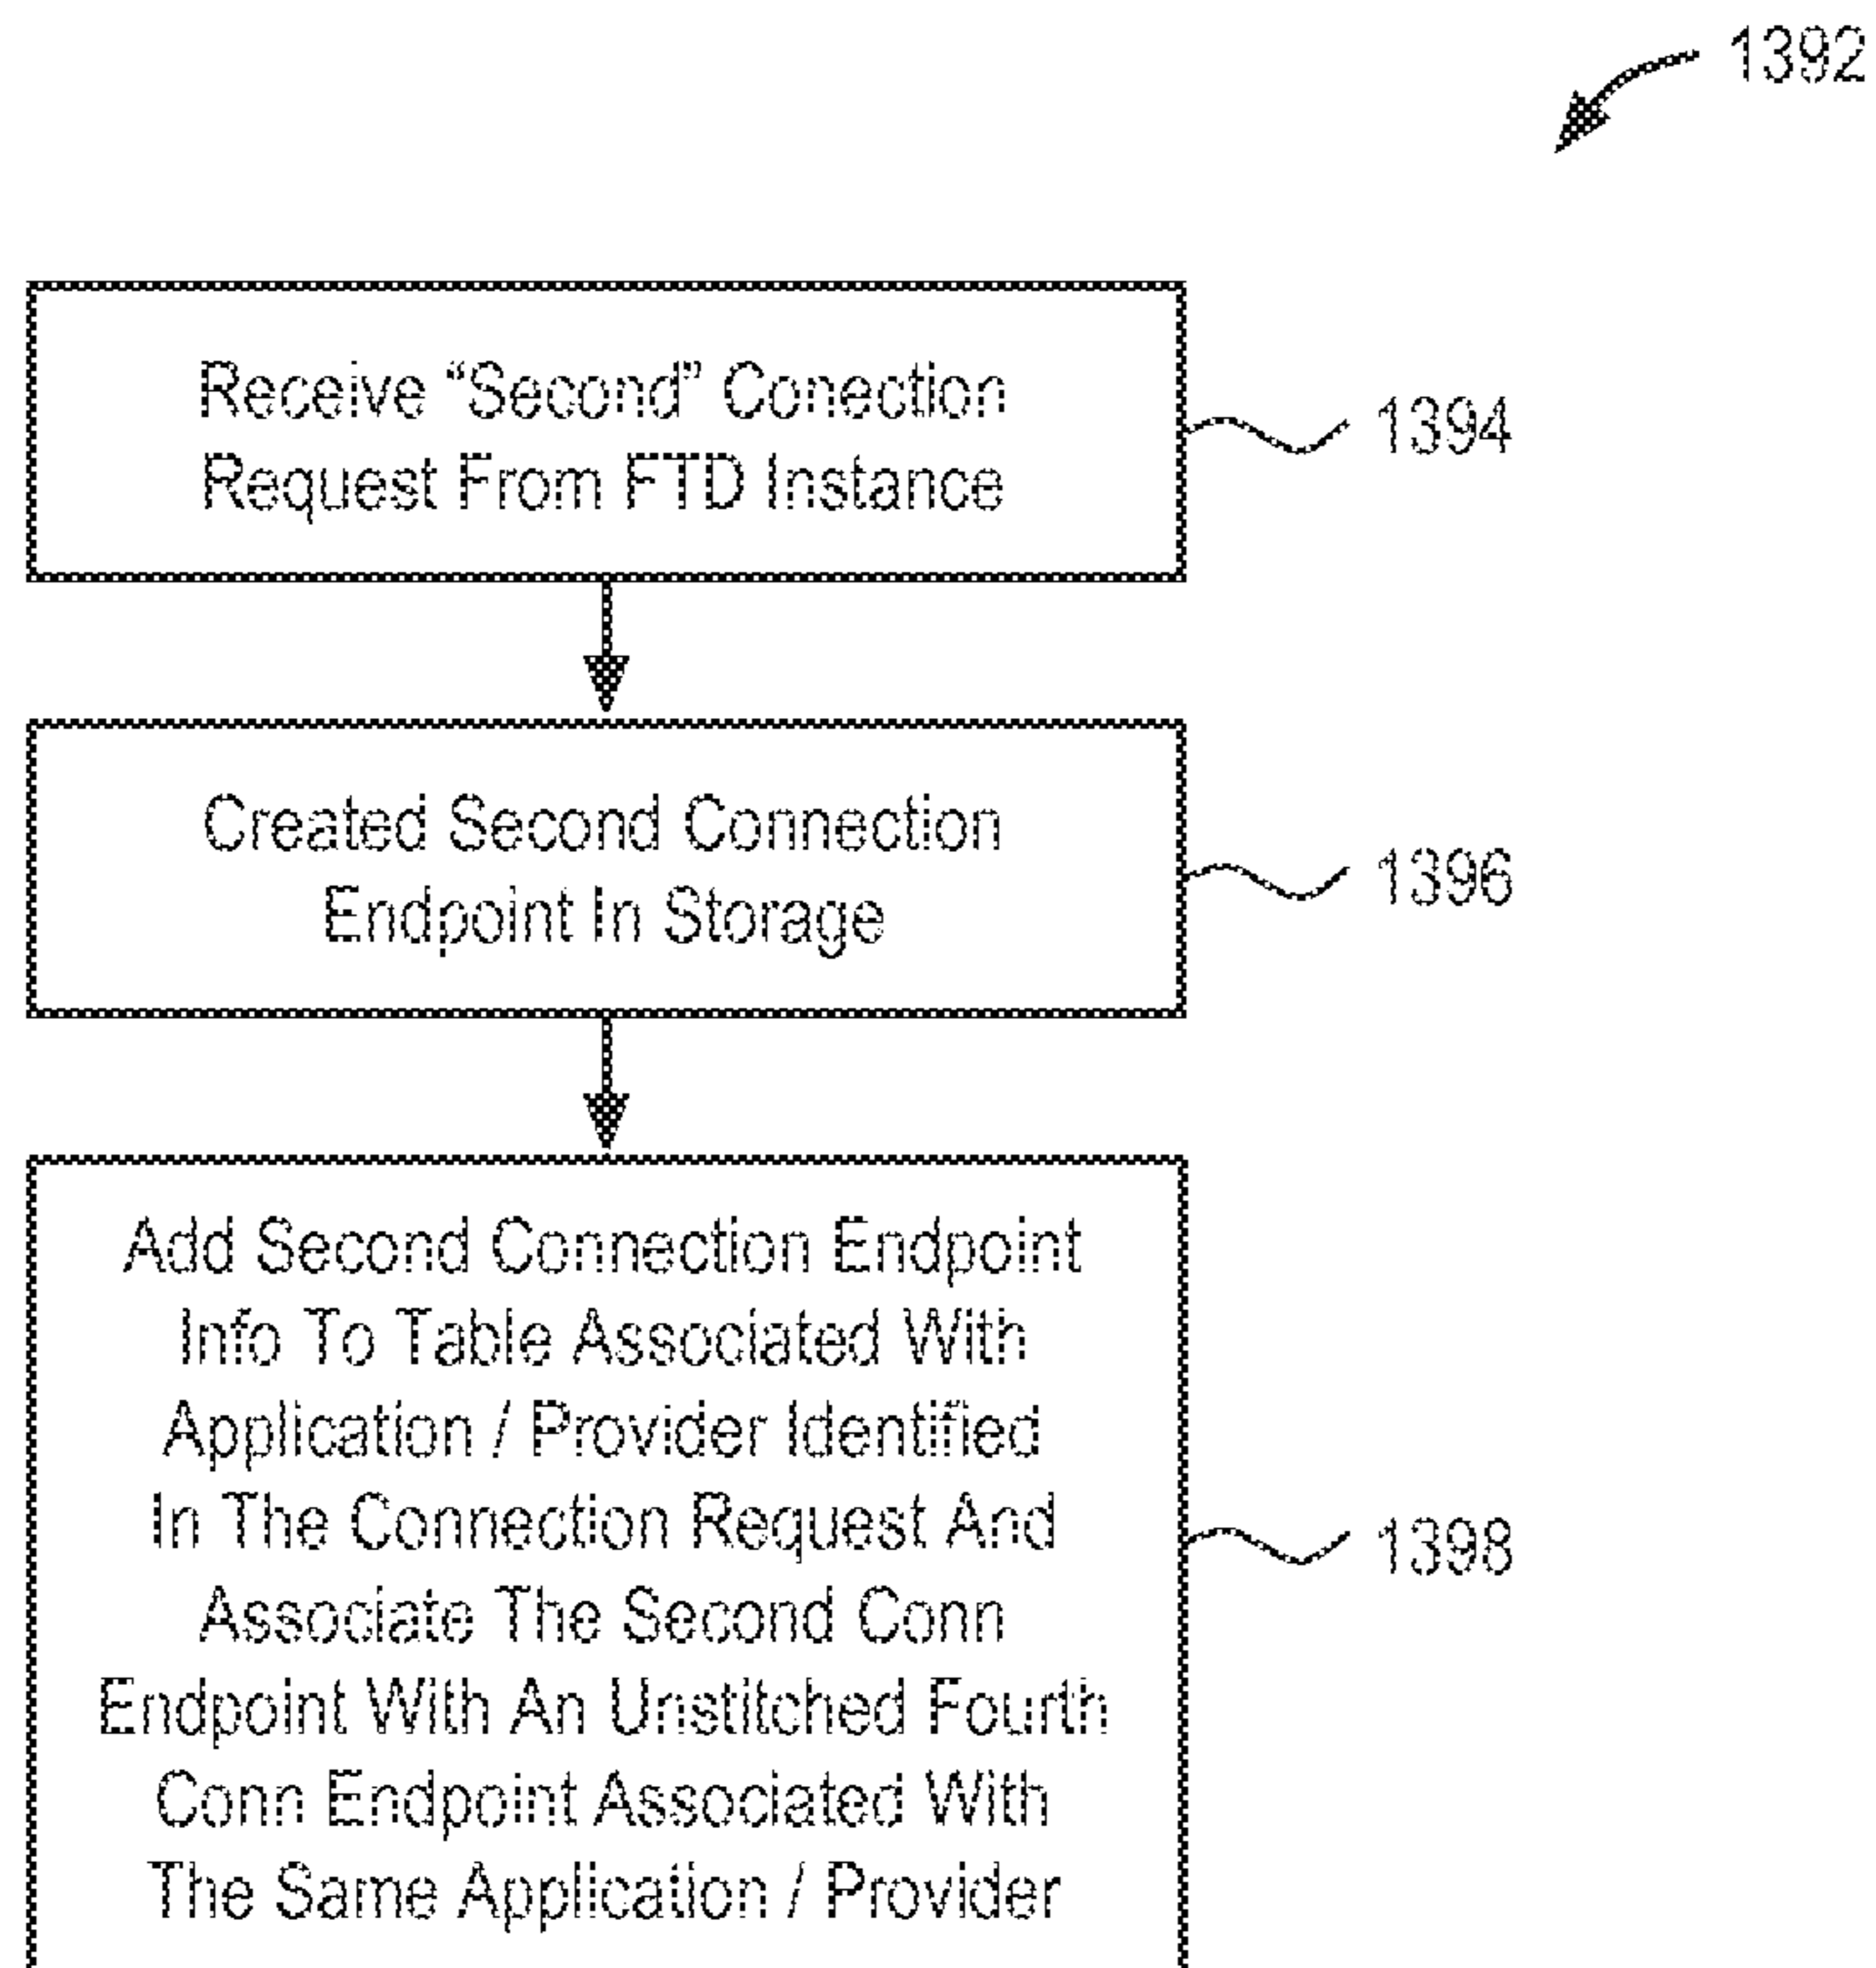 1392
Receive “Second” Conection
Request From FTD Instance
1394
Created Second Connection
Endpoint In Storage
1396
Add Second Connection Endpoint
Info To Table Associated With
Application / Provider Identified
In The Connection Request And
Associate The Second Conn
Endpoint With An Unstitched Fourth
Conn Endpoint Associated With
The Same Application / Provider
1398